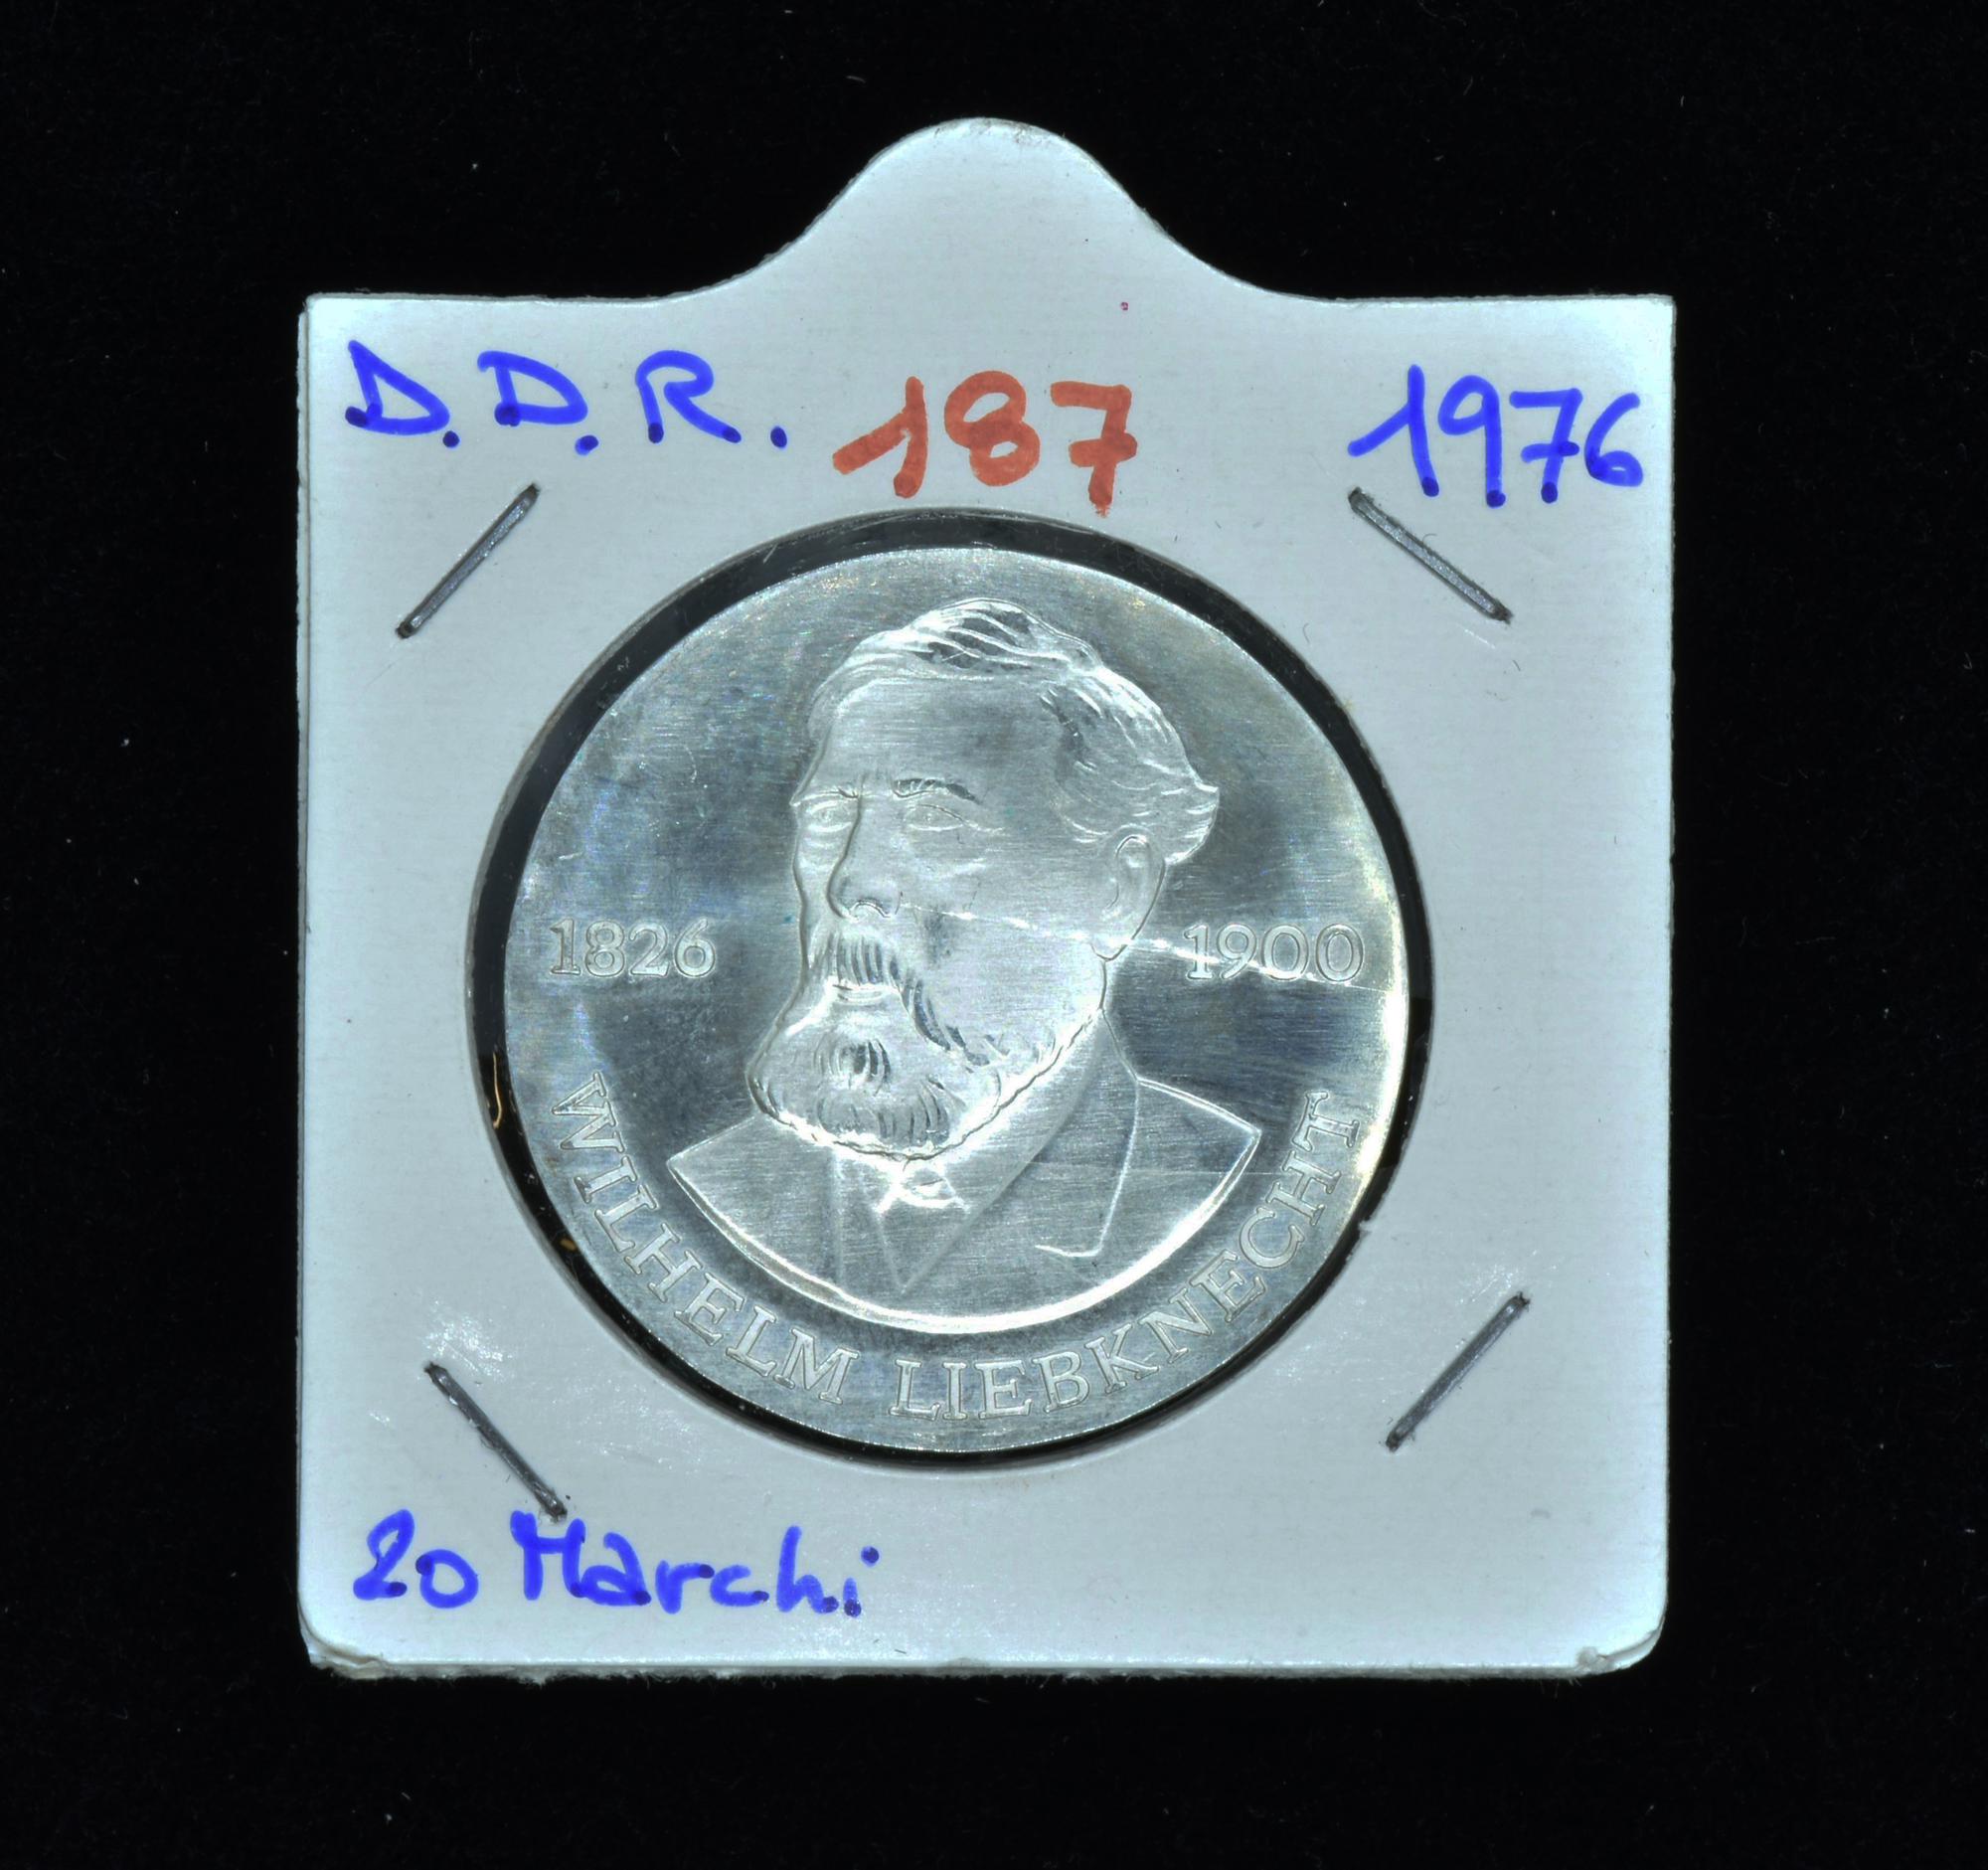 D.D.R. 187 1976
1826 1900
WILHELM LIEBKNECHT
20 Marchi